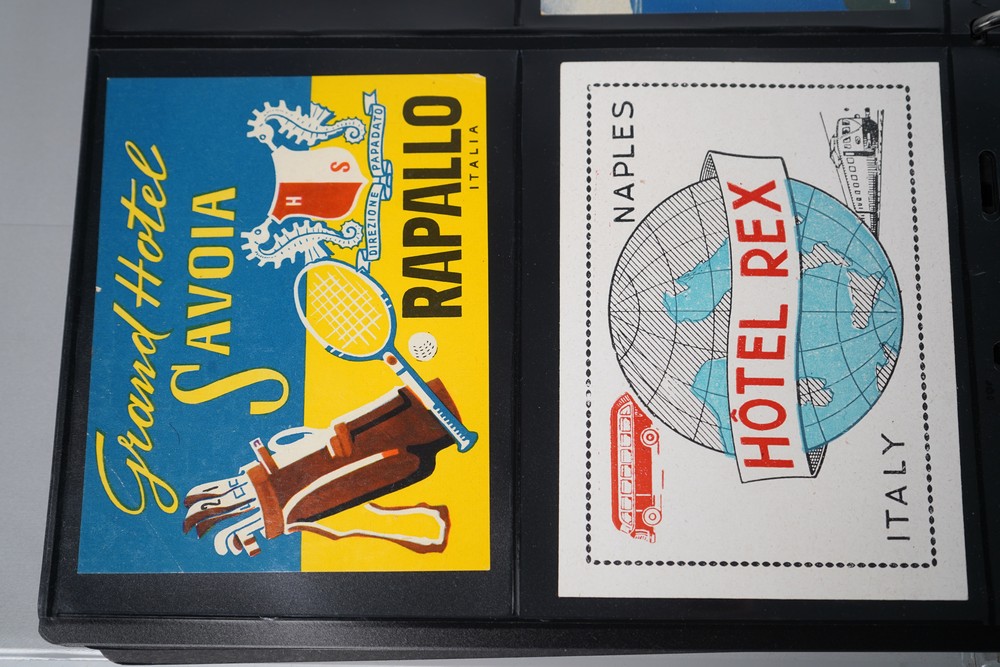 Grand Hotel
SAVOIA
H S
DIREZIONE PAPADATO
RAPALLO
ITALIA
NAPLES
HÔTEL REX
ITALY